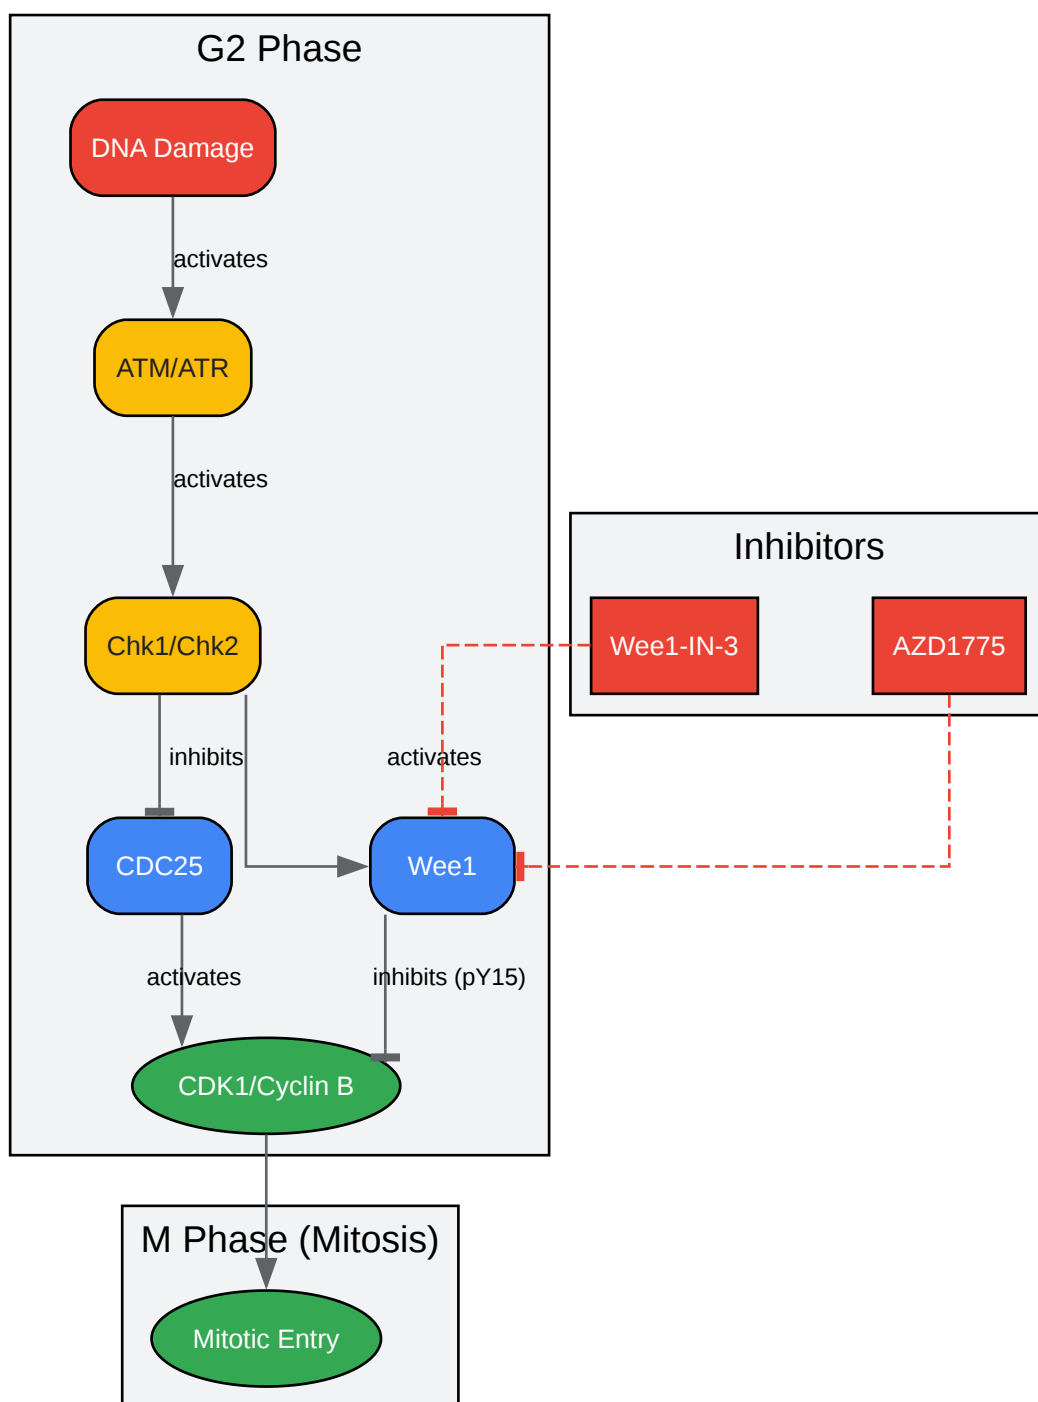 G2 Phase
DNA Damage
activates
ATM/ATR
activates
Inhibitors
Chk1/Chk2
Wee1-IN-3
AZD1775
inhibits
activates
CDC25
Wee1
activates
inhibits (pY15)
CDK1/Cyclin B
M Phase (Mitosis)
Mitotic Entry